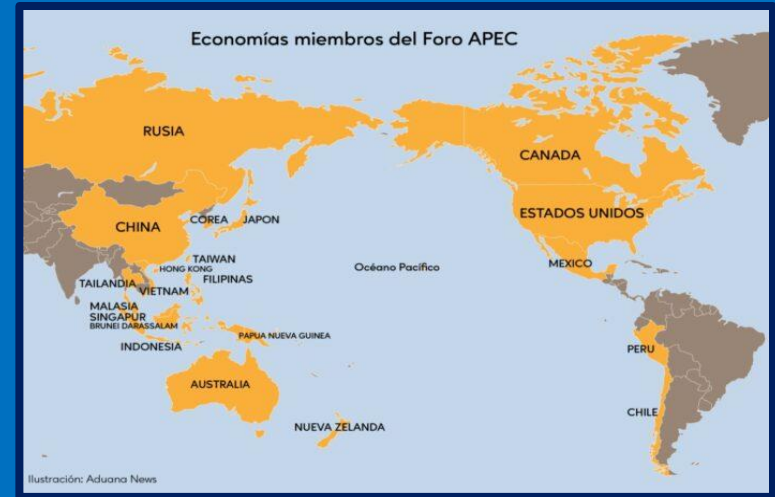 Economías miembros del Foro APEC
RUSIA
CANADA
ESTADOS UNIDOS
CHINA
COREA
JAPON
TAIWAN
HONG KONG
FILIPINAS
Océano Pacífico
MEXICO
TAILANDIA
VIETNAM
MALASIA
SINGAPUR
BRUNEI DARASSALAM
INDONESIA
PAPUA NUEVA GUINEA
PERU
AUSTRALIA
CHILE
NUEVA ZELANDA
Ilustración: Aduana News